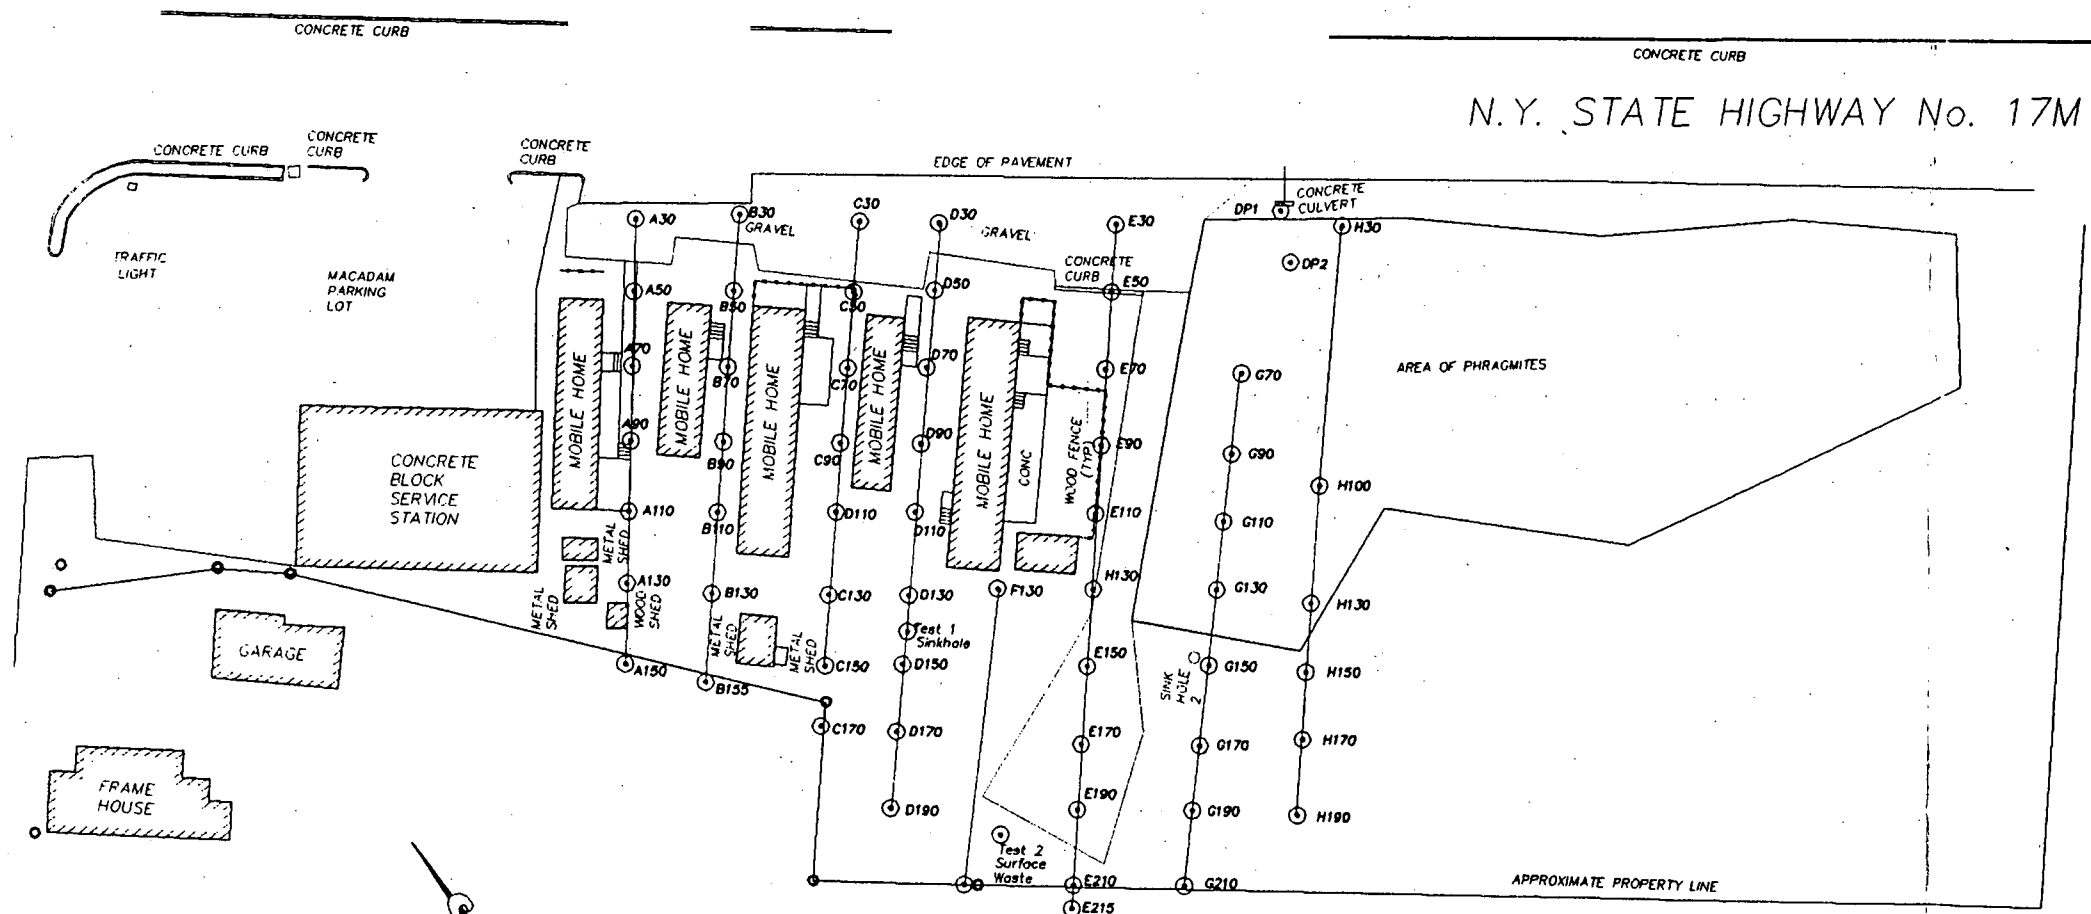 CONCRETE CURB
CONCRETE CURB
N.Y. STATE HIGHWAY No. 17M
CONCRETE CURB
CONCRETE
CURB
CONCRETE
CURB
EDGE OF PAVEMENT
CONCRETE
CULVERT
DP1
A30
B30
GRAVEL
C30
D30
GRAVEL
E30
H30
TRAFFIC
LIGHT
MACADAM
PARKING
LOT
CONCRETE
CURB
DP2
A50
B50
C50
D50
E50
A70
B70
C70
D70
E70
G70
AREA OF PHRAGMITES
MOBILE HOME
MOBILE HOME
MOBILE HOME
MOBILE HOME
MOBILE HOME
CONC
WOOD FENCE
(TYP)
A90
B90
C90
D90
E90
G90
CONCRETE
BLOCK
SERVICE
STATION
H100
A110
B110
D110
D110
E110
G110
METAL
SHED
A130
B130
C130
D130
F130
H130
G130
H130
METAL
SHED
WOOD
SHED
METAL
SHED
METAL
SHED
Test 1
Sinkhole
GARAGE
A150
B155
C150
D150
E150
SINK
HOLE
2
G150
H150
C170
D170
E170
G170
H170
FRAME
HOUSE
D190
E190
G190
H190
Test 2
Surface
Waste
E210
G210
APPROXIMATE PROPERTY LINE
E215